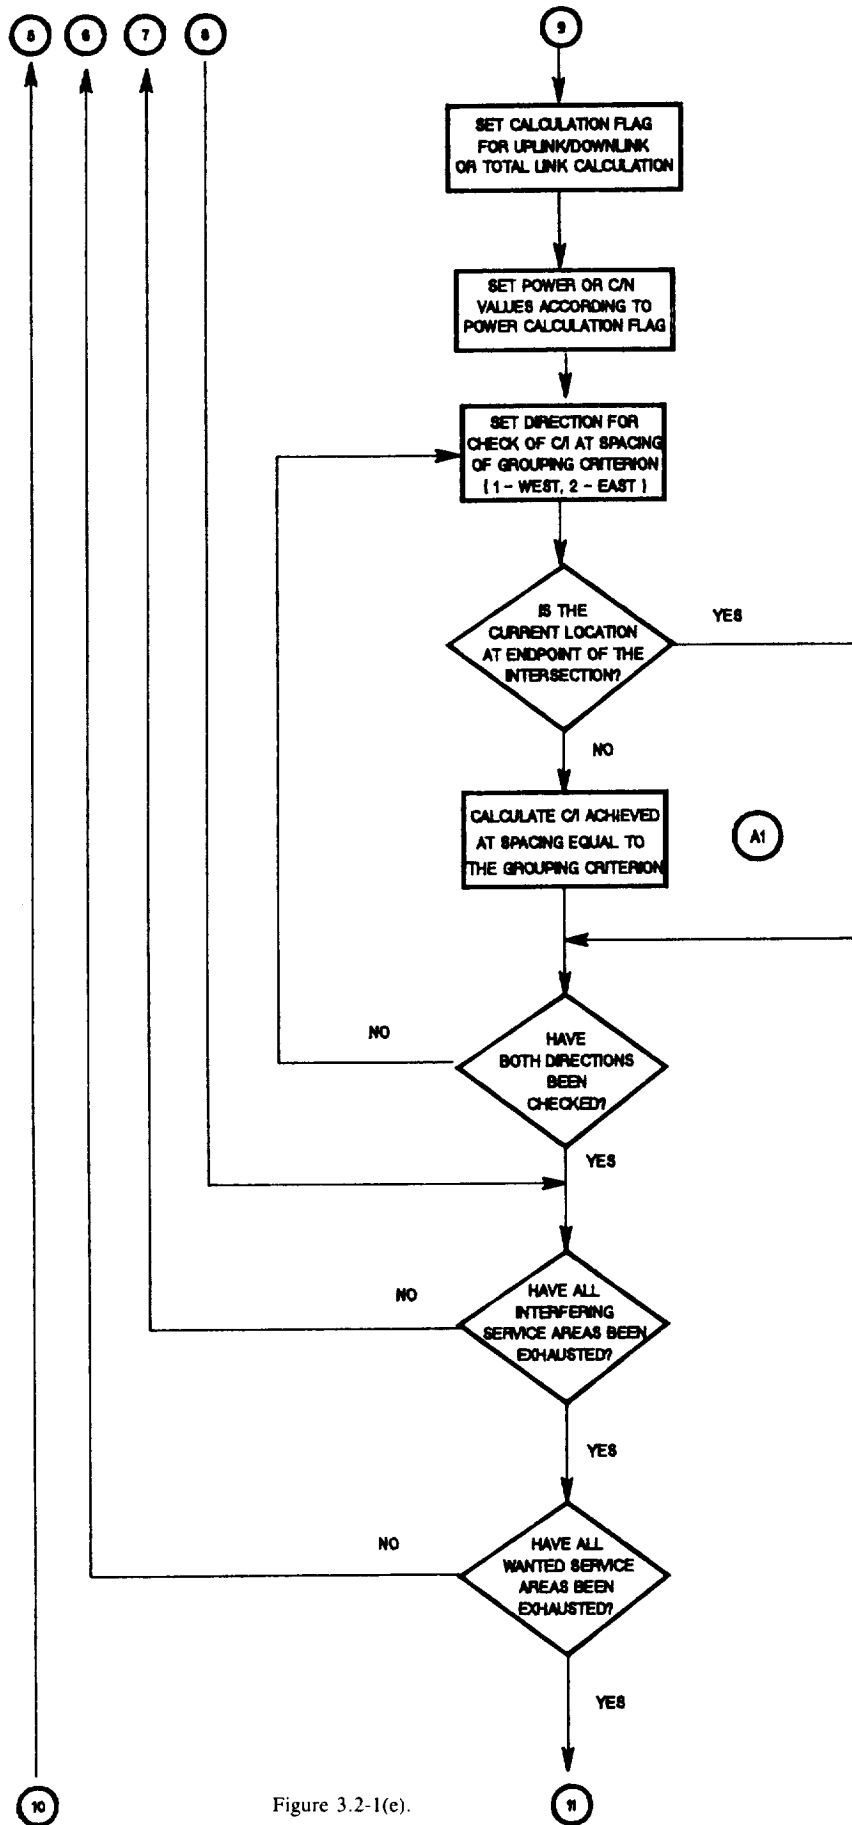 5 6 7 8 9
SET CALCULATION FLAG
FOR UPLINK/DOWNLINK
OR TOTAL LINK CALCULATION
SET POWER OR C/N
VALUES ACCORDING TO
POWER CALCULATION FLAG
SET DIRECTION FOR
CHECK OF C/I AT SPACING
OF GROUPING CRITERION
( 1 - WEST, 2 - EAST )
IS THE
CURRENT LOCATION
AT ENDPOINT OF THE
INTERSECTION?
YES
NO
CALCULATE C/I ACHIEVED
AT SPACING EQUAL TO
THE GROUPING CRITERION
A1
HAVE
BOTH DIRECTIONS
BEEN
CHECKED?
NO
YES
HAVE ALL
INTERFERING
SERVICE AREAS BEEN
EXHAUSTED?
NO
YES
HAVE ALL
WANTED SERVICE
AREAS BEEN
EXHAUSTED?
NO
YES
10
Figure 3.2-1(e).
11